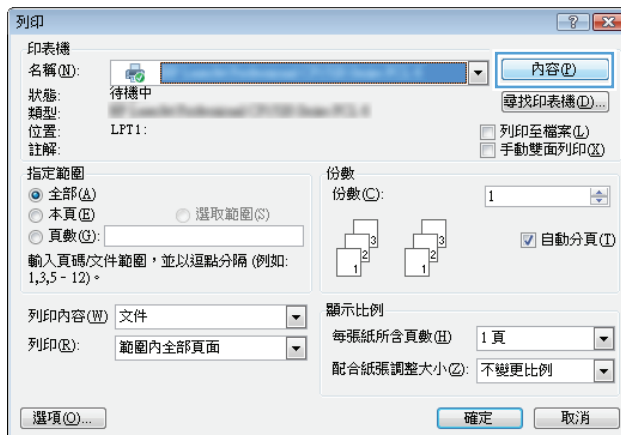 列印
印表機
名稱(N):
內容(P)
狀態: 待機中
尋找印表機(D)...
類型:
位置: LPT1:
列印至檔案(L)
註解:
手動雙面列印(X)
指定範圍
全部(A)
本頁(E) 選取範圍(S)
頁數(G):
輸入頁碼/文件範圍，並以逗點分隔 (例如:
1,3,5 - 12)。
份數
份數(C): 1
1 2 3 1 2 3
自動分頁(T)
列印內容(W) 文件
列印(R): 範圍內全部頁面
顯示比例
每張紙所含頁數(H) 1 頁
配合紙張調整大小(Z): 不變更比例
選項(O)...
確定 取消